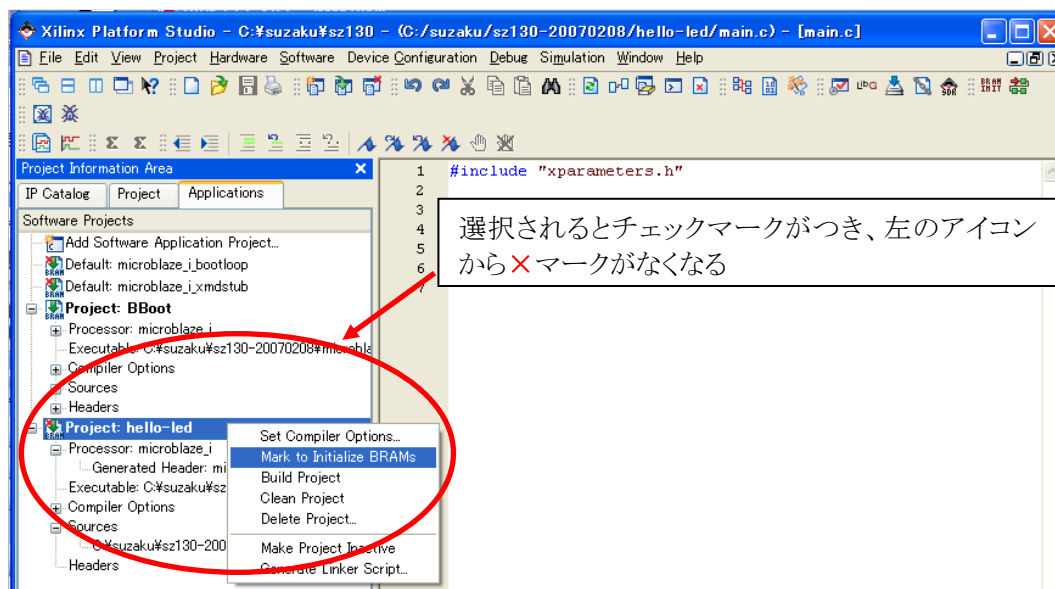 Xilinx Platform Studio - C:¥suzaku¥sz130 - (C:/suzaku/sz130-20070208/hello-led/main.c) - [main.c]
File Edit View Project Hardware Software Device Configuration Debug Simulation Window Help
Project Information Area
IP Catalog Project Applications
Software Projects
Add Software Application Project...
Default: microblaze_i_bootloop
Default: microblaze_i_xmdstub
Project: BBoot
Processor: microblaze_i
Executable: C:¥suzaku¥sz130-20070208¥microbla
Compiler Options
Sources
Headers
Project: hello-led
Processor: microblaze_i
Generated Header: mi
Executable: C:¥suzaku¥sz
Compiler Options
Sources
C:¥suzaku¥sz130-200
Headers
Set Compiler Options...
Mark to Initialize BRAMs
Build Project
Clean Project
Delete Project...
Make Project Inactive
Generate Linker Script...
1 #include "xparameters.h"
2
3
4
5
6
7
選択されるとチェックマークがつき、左のアイコン
から×マークがなくなる